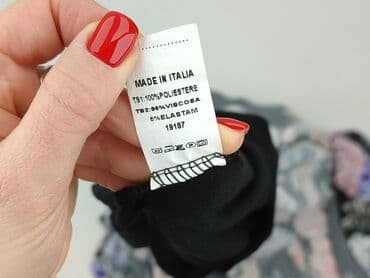 MADE IN ITALIA
TS1:100%POLIESTERE
TS2:95%VISCOSA
5%ELASTAM
19187